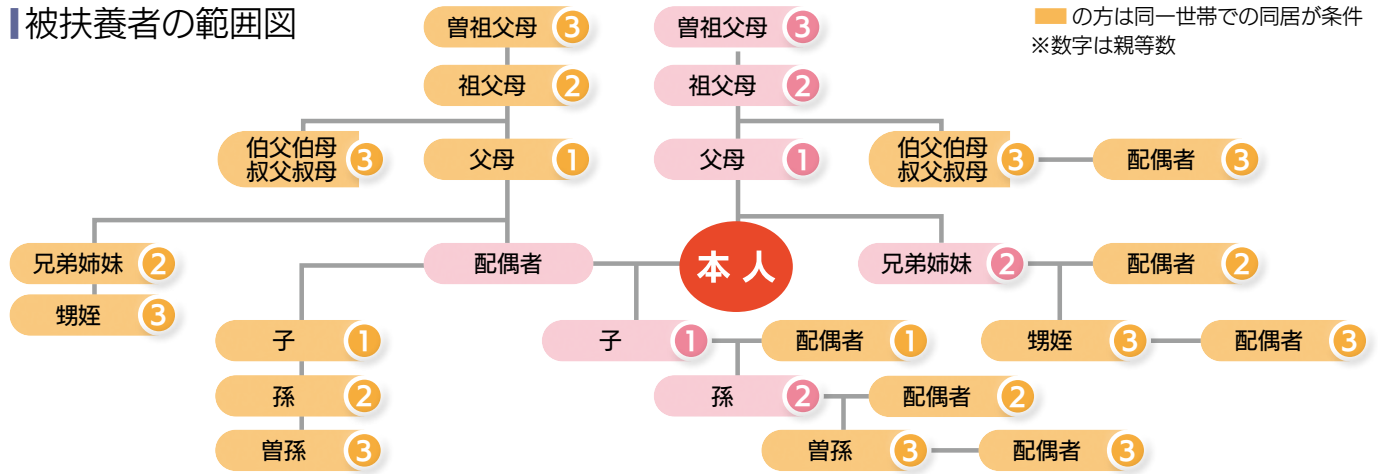 被扶養者の範囲図
の方は同一世帯での同居が条件
※数字は親等数
曽祖父母 3
曽祖父母 3
祖父母 2
祖父母 2
伯父伯母
叔父叔母 3
父母 1
父母 1
伯父伯母
叔父叔母 3
配偶者 3
兄弟姉妹 2
配偶者
本人
兄弟姉妹 2
配偶者 2
甥姪 3
子 1
子 1
配偶者 1
甥姪 3
配偶者 3
孫 2
孫 2
配偶者 2
曽孫 3
曽孫 3
配偶者 3